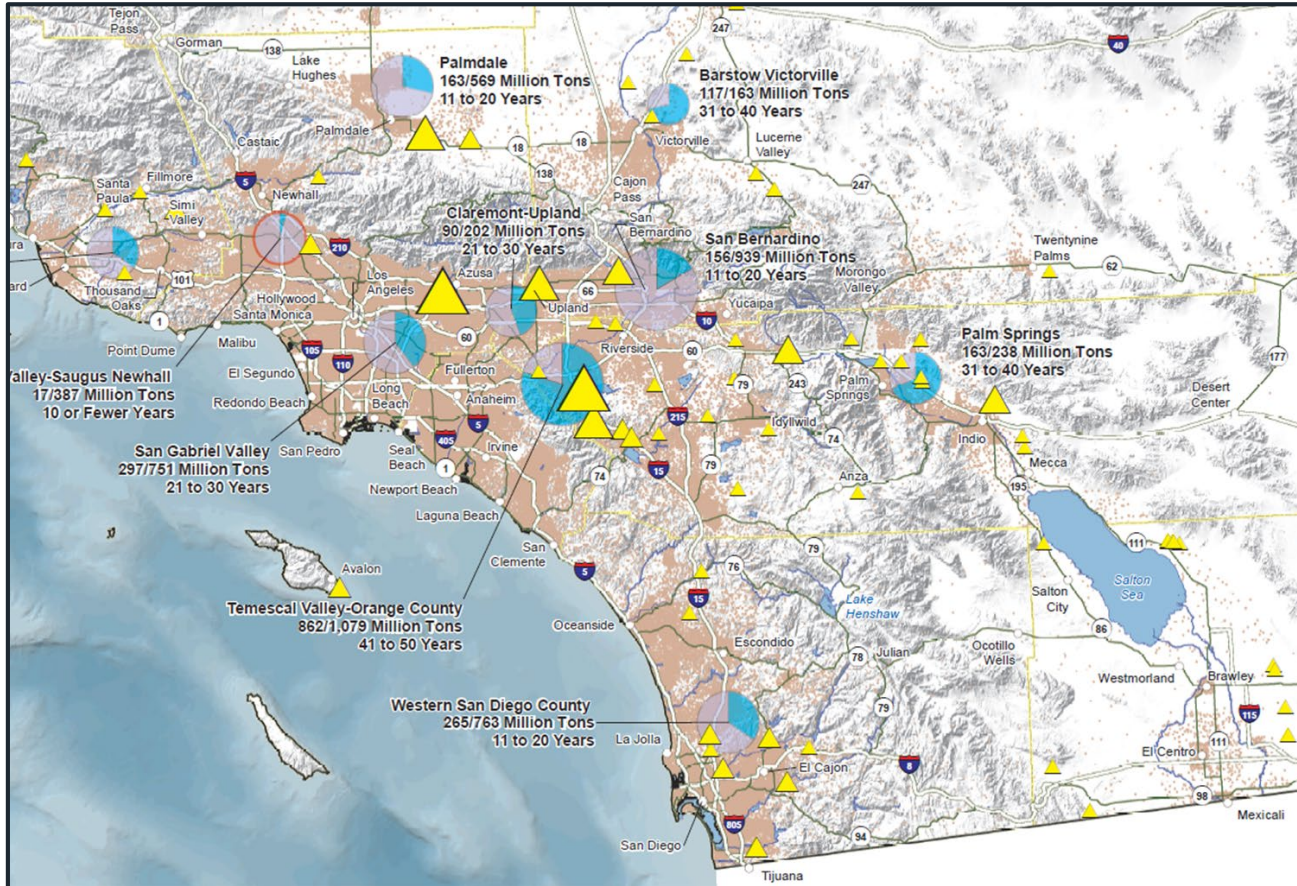 Tejon
Pass
Gorman
138
Lake
Hughes
Palmdale
163/569 Million Tons
11 to 20 Years
247
40
Barstow Victorville
117/163 Million Tons
31 to 40 Years
Palmdale
Castaic
18
18
Victorville
Lucerne
Valley
138
247
5
Fillmore
Santa
Paula
Simi
Valley
Newhall
Cajon
Pass
Claremont-Upland
90/202 Million Tons
21 to 30 Years
San
Bernardino
San Bernardino
156/939 Million Tons
11 to 20 Years
210
Twentynine
Palms
62
Morongo
Valley
101
Thousand
Oaks
Los
Angeles
Azusa
Hollywood
Santa Monica
66
Upland
Yucaipa
10
1
Point Dume
Malibu
60
Riverside
60
Palm Springs
163/238 Million Tons
31 to 40 Years
177
105
110
El Segundo
Redondo Beach
Fullerton
Long
Beach
Anaheim
79
243
Palm
Springs
Desert
Center
Valley-Saugus Newhall
17/387 Million Tons
10 or Fewer Years
5
405
215
Idyllwild
74
Indio
San Gabriel Valley
297/751 Million Tons
21 to 30 Years
San Pedro
Seal
Beach
Irvine
1
Newport Beach
74
15
79
Anza
Mecca
195
Laguna Beach
San
Clemente
79
111
Avalon
5
76
15
Lake
Henshaw
Salton
City
Salton
Sea
Temescal Valley-Orange County
862/1,079 Million Tons
41 to 50 Years
Oceanside
Escondido
78
Julian
Ocotillo
Wells
86
Westmorland
Brawley
Western San Diego County
265/763 Million Tons
11 to 20 Years
79
115
La Jolla
El Cajon
8
El Centro
111
98
Mexicali
San Diego
805
94
Tijuana